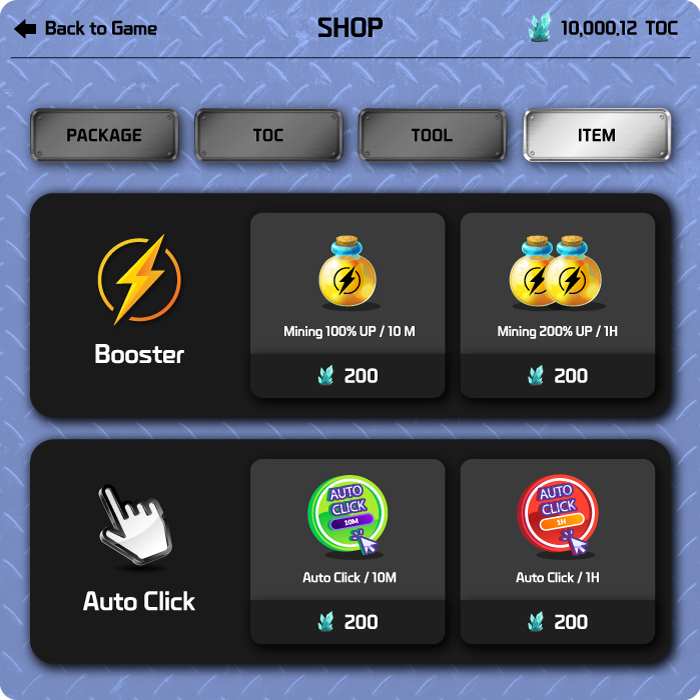 Back to Game
SHOP
10,000.12 TOC
PACKAGE
TOC
TOOL
ITEM
Booster
Mining 100% UP / 10 M
200
Mining 200% UP / 1H
200
Auto Click
AUTO
CLICK
10M
Auto Click / 10M
200
AUTO
CLICK
1H
Auto Click / 1H
200